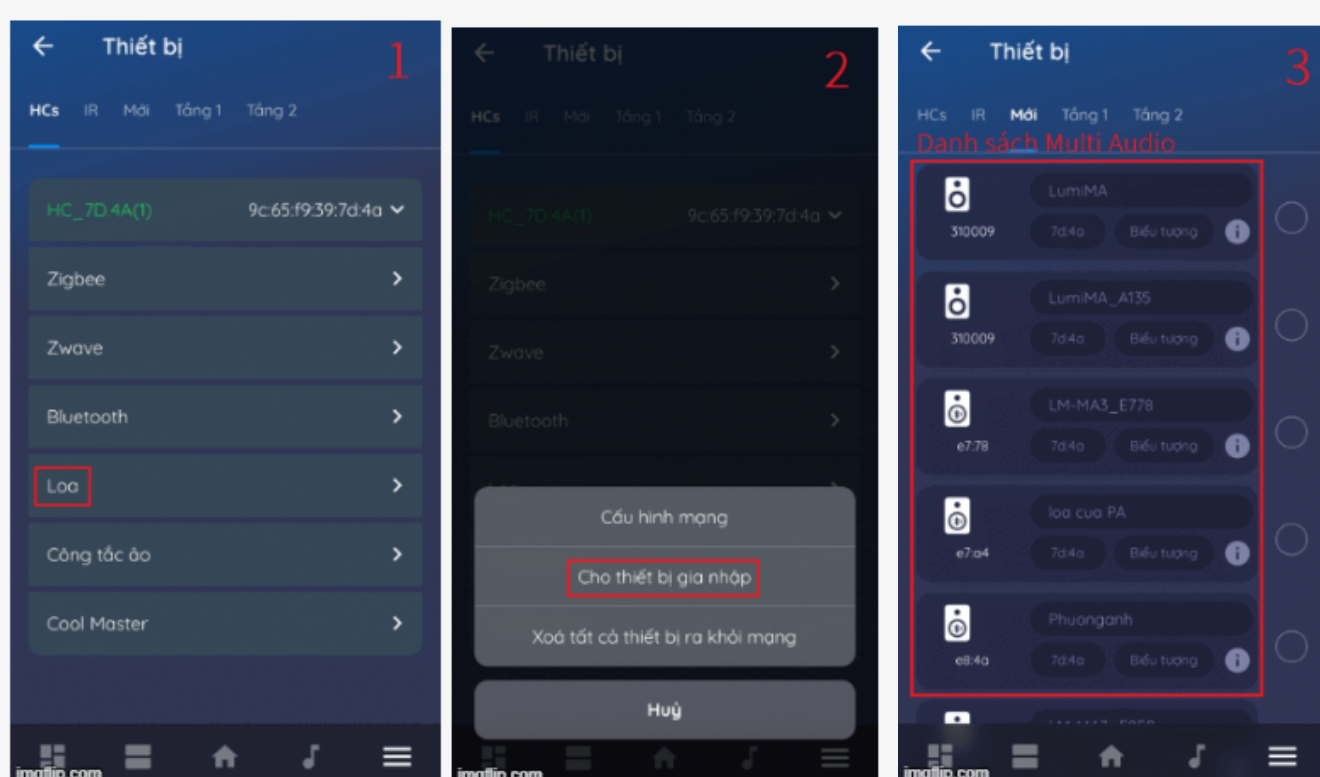 Thiết bị
1
HCs IR Mới Tầng 1 Tầng 2
HC_7D.4A(1) 9c:65:f9:39:7d:4a
Zigbee
Zwave
Bluetooth
Loa
Công tắc ảo
Cool Master
imgflip.com
Thiết bị
2
HCs IR Mới Tầng 1 Tầng 2
HC_7D.4A(1) 9c:65:f9:39:7d:4a
Zigbee
Zwave
Bluetooth
Cấu hình mạng
Cho thiết bị gia nhập
Xoá tất cả thiết bị ra khỏi mạng
Huỷ
imgflip.com
Thiết bị
3
HCs IR Mới Tầng 1 Tầng 2
Danh sách Multi Audio
LumiMA
310009 7d:4a Biểu tượng
LumiMA_A135
310009 7d:4a Biểu tượng
LM-MA3_E778
e7:78 7d:4a Biểu tượng
loa cua PA
e7:a4 7d:4a Biểu tượng
Phuonganh
e8:4a 7d:4a Biểu tượng
imgflip.com